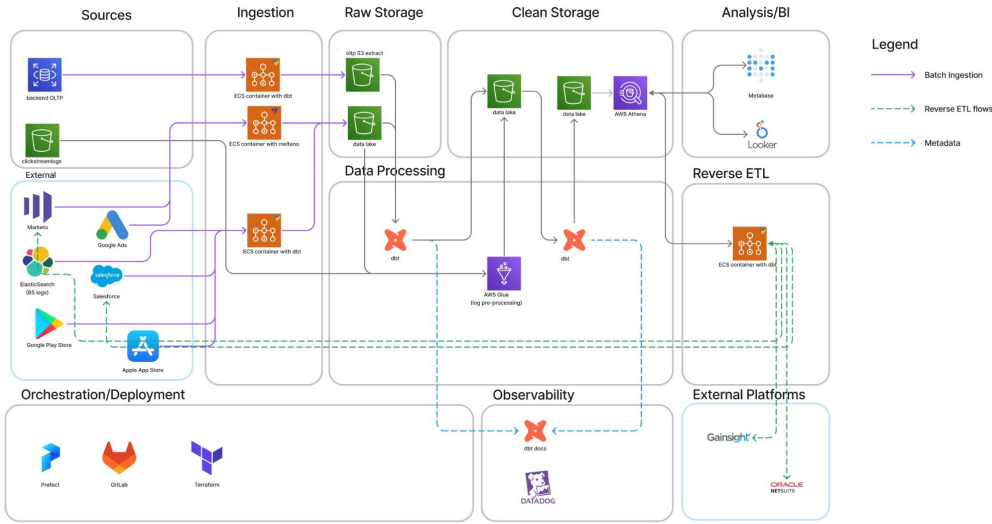 Sources
Ingestion
Raw Storage
Clean Storage
Analysis/BI
Legend
Batch Ingestion
Reverse ETL flows
Metadata
backend OLTP
clickstreamlogs
ECS container with dbt
ECS container with meltano
oltp S3 extract
data lake
data lake
data lake
AWS Athena
Metabase
Looker
External
Marketo
Google Ads
ElasticSearch
(B5 logs)
salesforce
Salesforce
Google Play Store
Apple App Store
ECS container with dbt
Data Processing
dbt
dbt
AWS Glue
(log pre-processing)
Reverse ETL
ECS container with dbt
Orchestration/Deployment
Prefect
GitLab
Terraform
Observability
dbt docs
DATADOG
External Platforms
Gainsight
ORACLE
NETSUITE